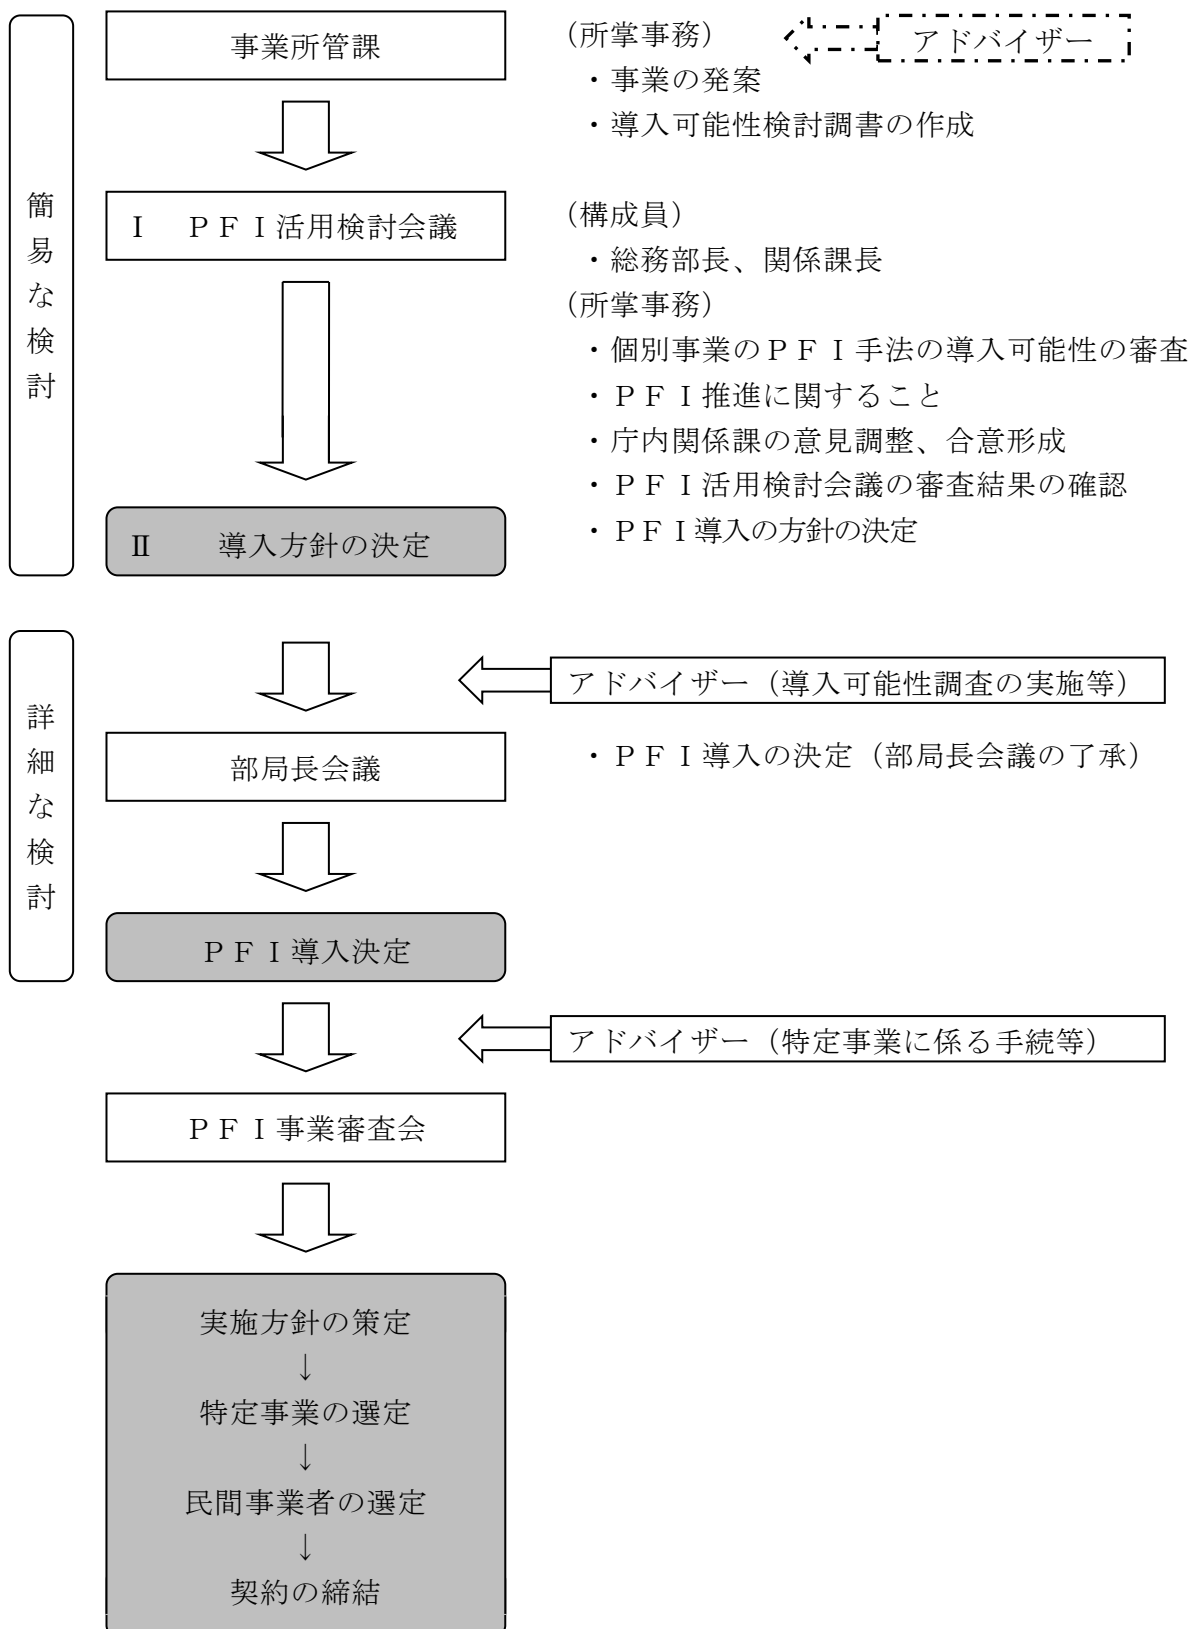 簡易な検討
事業所管課
(所掌事務)
アドバイザー
・事業の発案
・導入可能性検討調書の作成
Ⅰ ＰＦＩ活用検討会議
(構成員)
・総務部長、関係課長
(所掌事務)
・個別事業のＰＦＩ手法の導入可能性の審査
・ＰＦＩ推進に関すること
・庁内関係課の意見調整、合意形成
・ＰＦＩ活用検討会議の審査結果の確認
・ＰＦＩ導入の方針の決定
Ⅱ 導入方針の決定
詳細な検討
アドバイザー（導入可能性調査の実施等）
部局長会議
・ＰＦＩ導入の決定（部局長会議の了承）
ＰＦＩ導入決定
アドバイザー（特定事業に係る手続等）
ＰＦＩ事業審査会
実施方針の策定
↓
特定事業の選定
↓
民間事業者の選定
↓
契約の締結